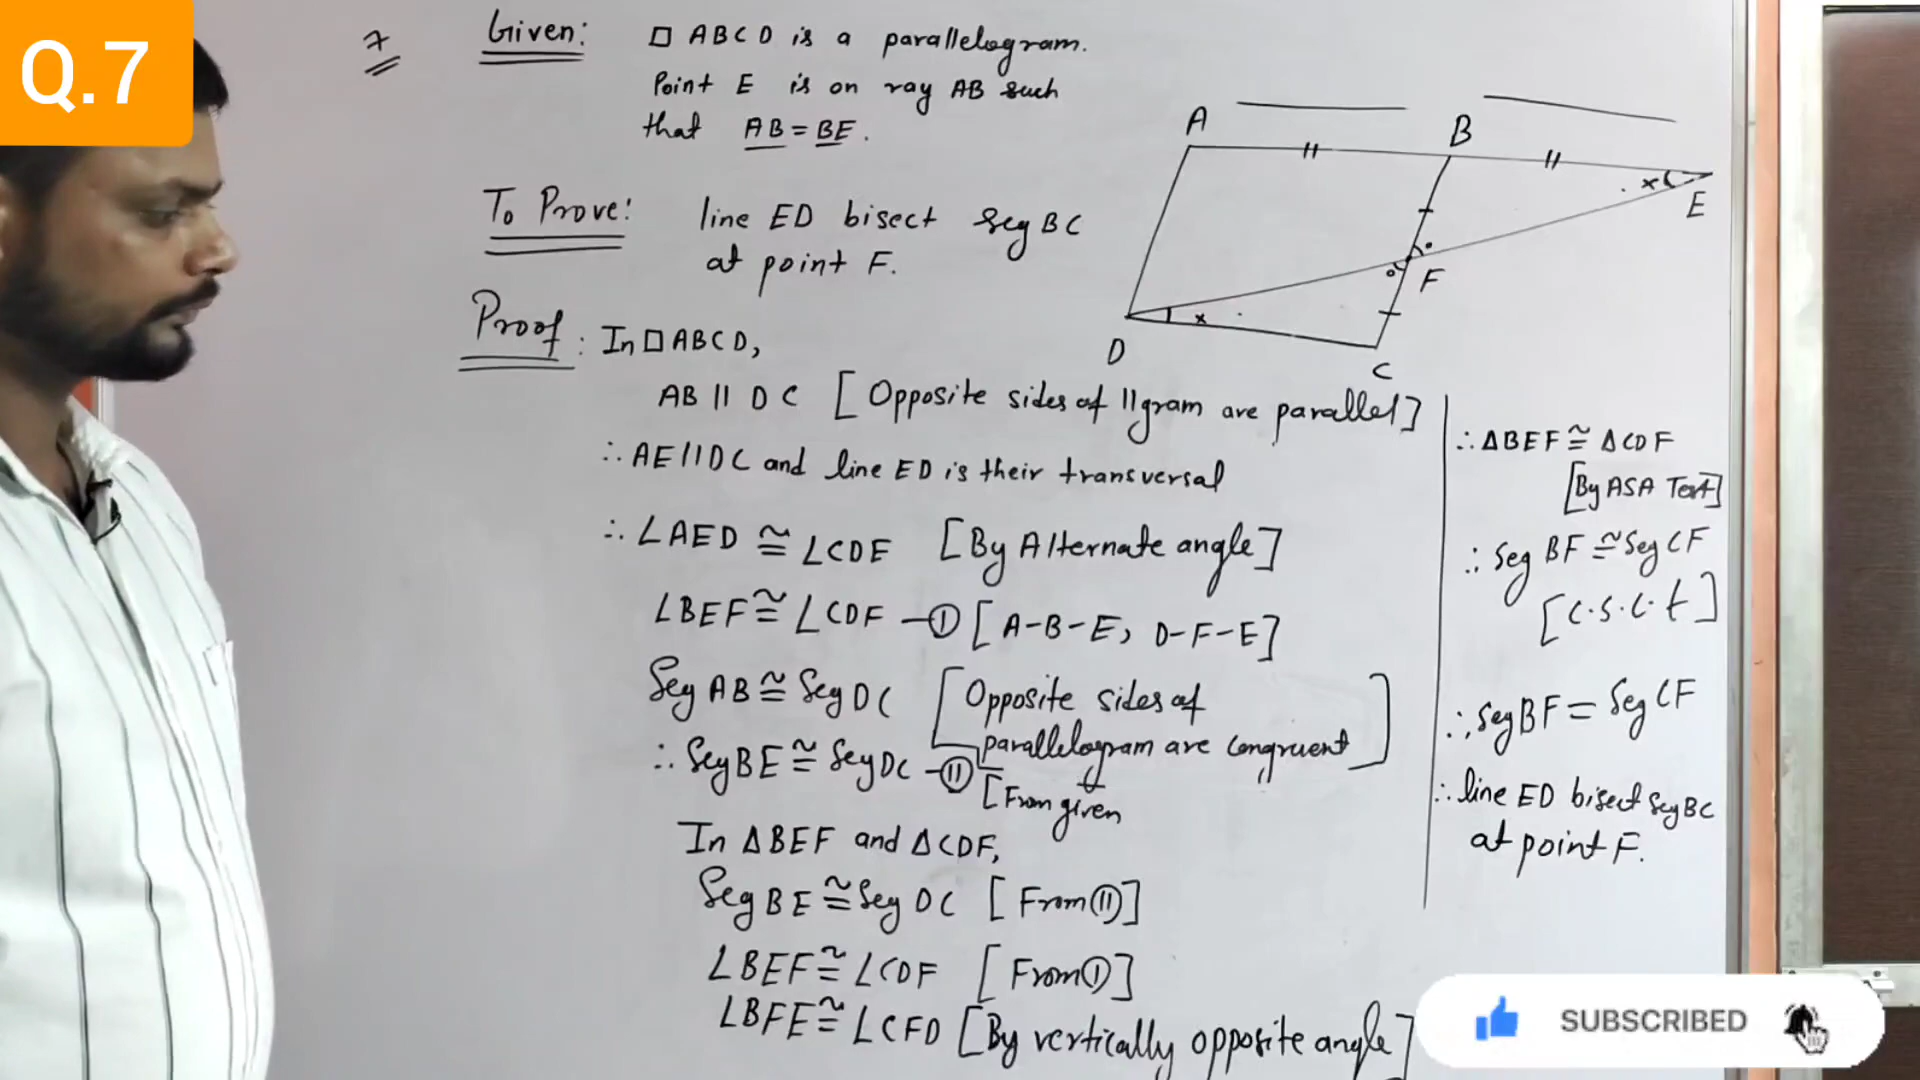 Q.7
7
Given: □ ABCD is a parallelogram.
Point E is on ray AB such
that AB = BE.
To Prove: line ED bisect seg BC
at point F.
A
B
E
F
D
C
Proof: In □ ABCD,
AB || DC [Opposite sides of ||gram are parallel]
∴ AE || DC and line ED is their transversal
∴ ∠AED ≅ ∠CDE [By Alternate angle]
∠BEF ≅ ∠CDF —① [A-B-E, D-F-E]
Seg AB ≅ Seg DC [Opposite sides of
parallelogram are congruent]
∴ Seg BE ≅ Seg DC —⑪ [From given
In ∆BEF and ∆CDF,
Seg BE ≅ Seg DC [From ⑪]
∠BEF ≅ ∠CDF [From ①]
∠BFE ≅ ∠CFD [By vertically opposite angle]
∴ ∆BEF ≅ ∆CDF
[By ASA Test]
∴ Seg BF ≅ Seg CF
[C.S.C.t]
∴ Seg BF = Seg CF
∴ line ED bisect seg BC
at point F.
SUBSCRIBED